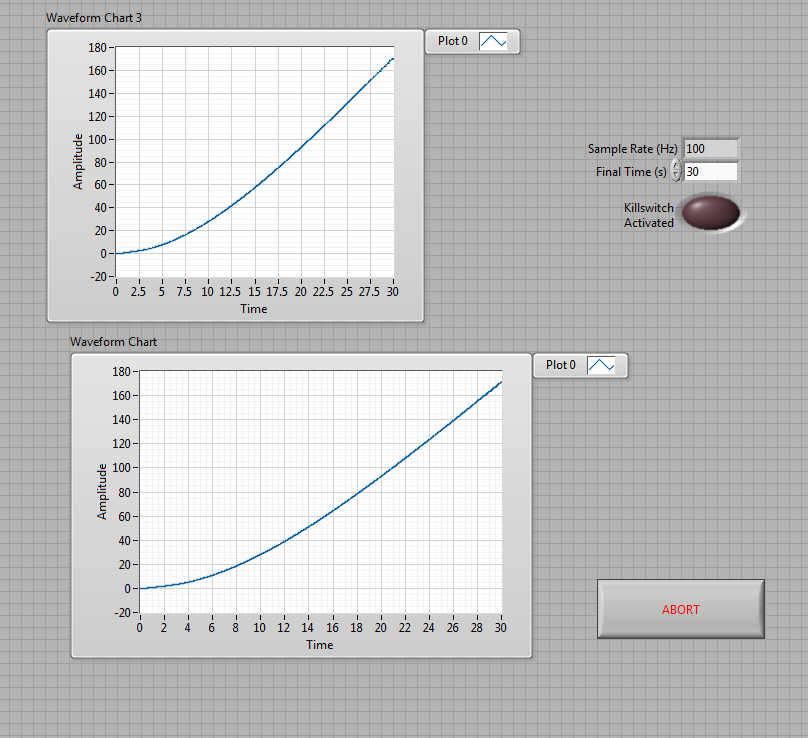 Waveform Chart 3
Plot 0
180
160
140
120
100
80
60
40
20
0
-20
Amplitude
0 2.5 5 7.5 10 12.5 15 17.5 20 22.5 25 27.5 30
Time
Sample Rate (Hz) 100
Final Time (s) 30
Killswitch
Activated
Waveform Chart
Plot 0
180
160
140
120
100
80
60
40
20
0
-20
Amplitude
0 2 4 6 8 10 12 14 16 18 20 22 24 26 28 30
Time
ABORT